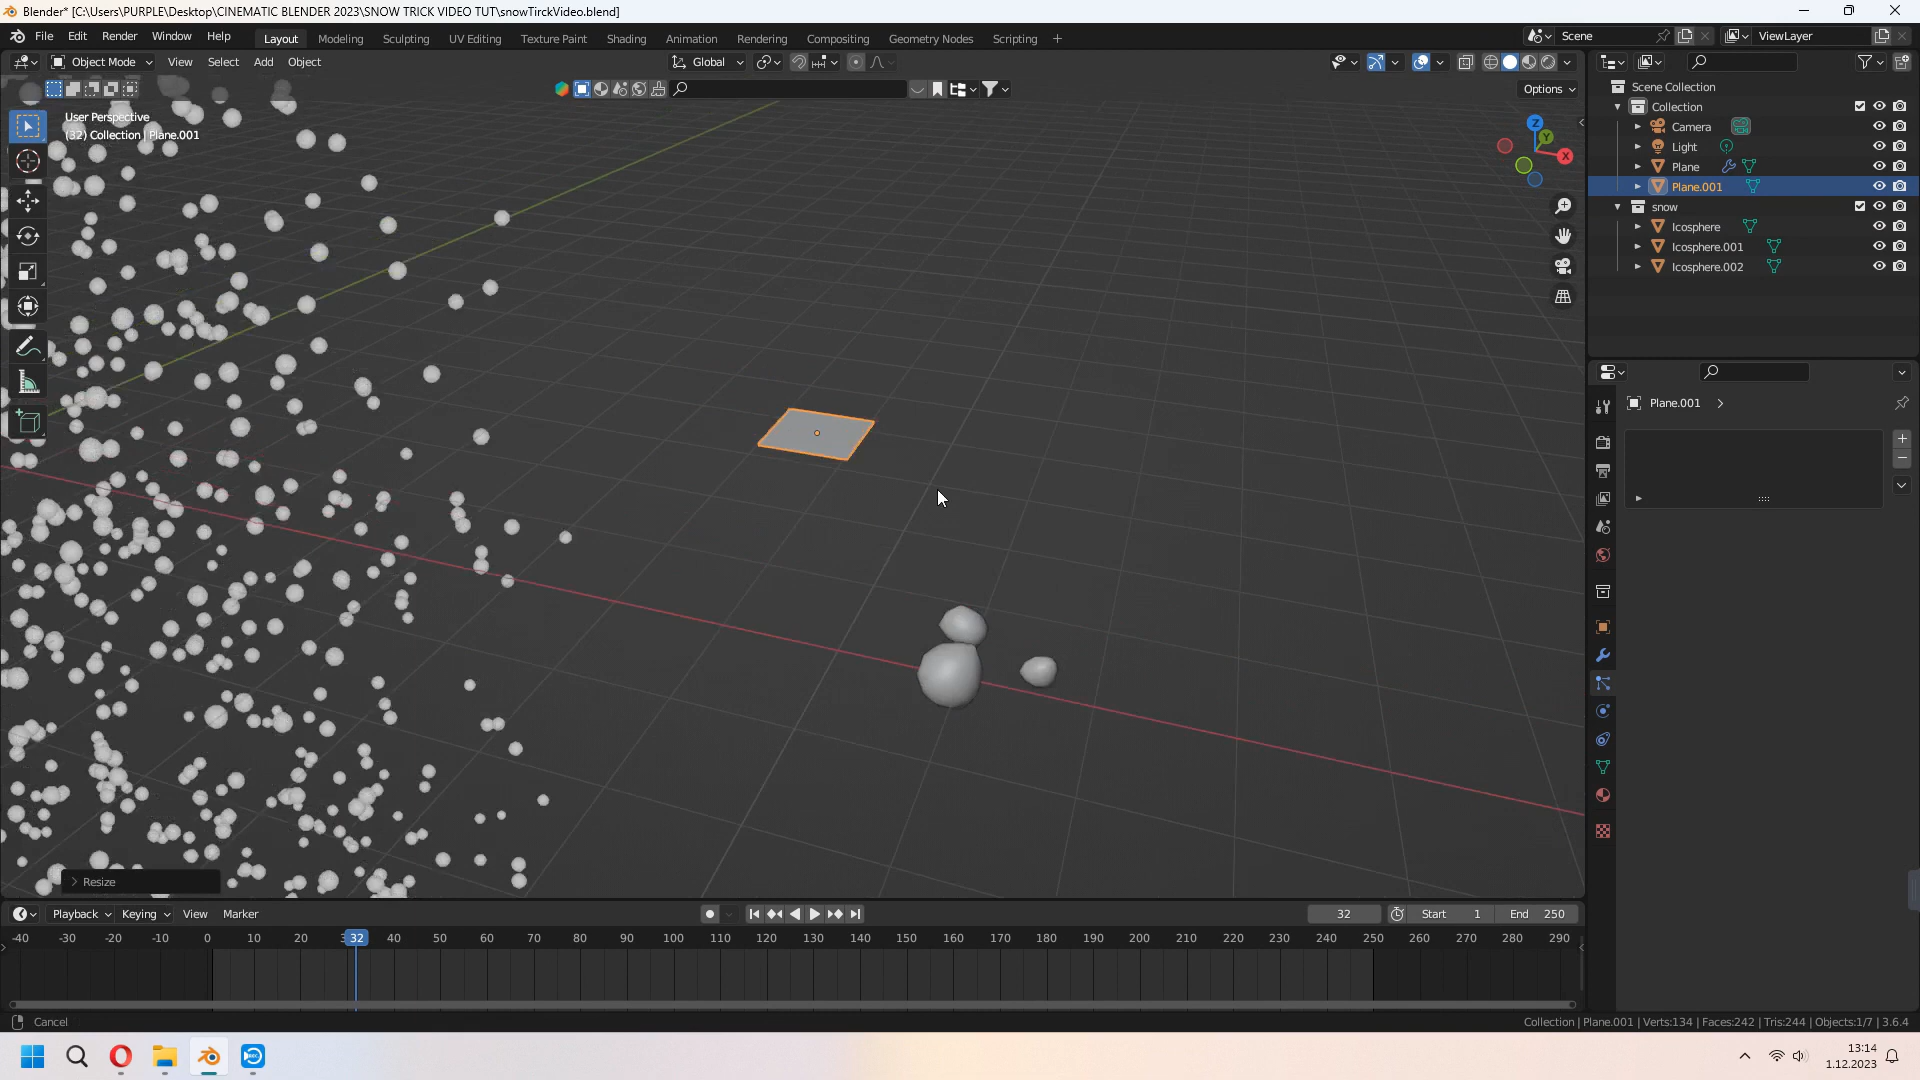 Blender* [C:\Users\PURPLE\Desktop\CINEMATIC BLENDER 2023\SNOW TRICK VIDEO TUT\snowTirckVideo.blend]
File Edit Render Window Help Layout Modeling Sculpting UV Editing Texture Paint Shading Animation Rendering Compositing Geometry Nodes Scripting + Scene ViewLayer
Object Mode View Select Add Object Global
Options
User Perspective
(32) Collection | Plane.001
Z
Y
X
Scene Collection
Collection
Camera
Light
Plane
Plane.001
snow
Icosphere
Icosphere.001
Icosphere.002
Plane.001
Resize
Playback Keying View Marker 32 Start 1 End 250
-40 -30 -20 -10 0 10 20 32 40 50 60 70 80 90 100 110 120 130 140 150 160 170 180 190 200 210 220 230 240 250 260 270 280 290
Cancel
Collection | Plane.001 | Verts:134 | Faces:242 | Tris:244 | Objects:1/7 | 3.6.4
13:14
1.12.2023